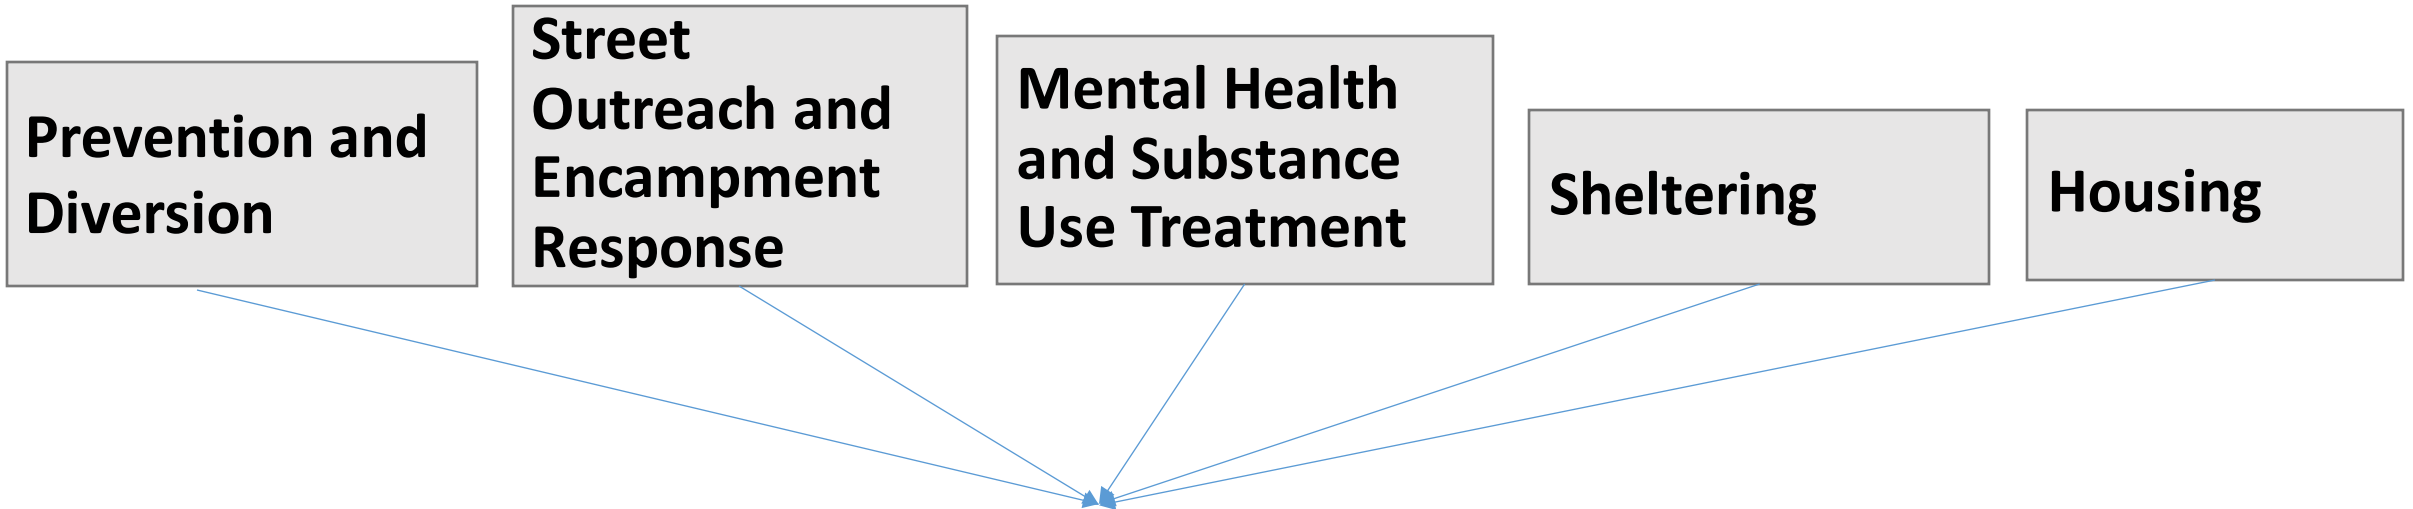 Prevention and
Diversion
Street
Outreach and
Encampment
Response
Mental Health
and Substance
Use Treatment
Sheltering
Housing